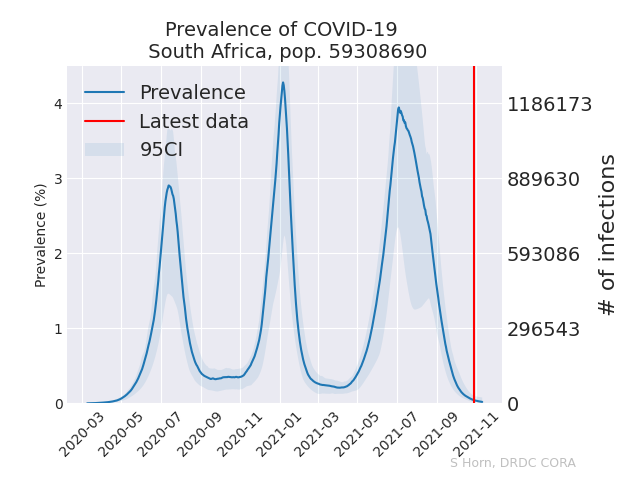 Prevalence of COVID-19
South Africa, pop. 59308690
Prevalence
Latest data
95CI
Prevalence (%)
4
3
2
1
0
1186173
889630
593086
296543
0
# of infections
2020-03
2020-05
2020-07
2020-09
2020-11
2021-01
2021-03
2021-05
2021-07
2021-09
2021-11
S Horn, DRDC CORA